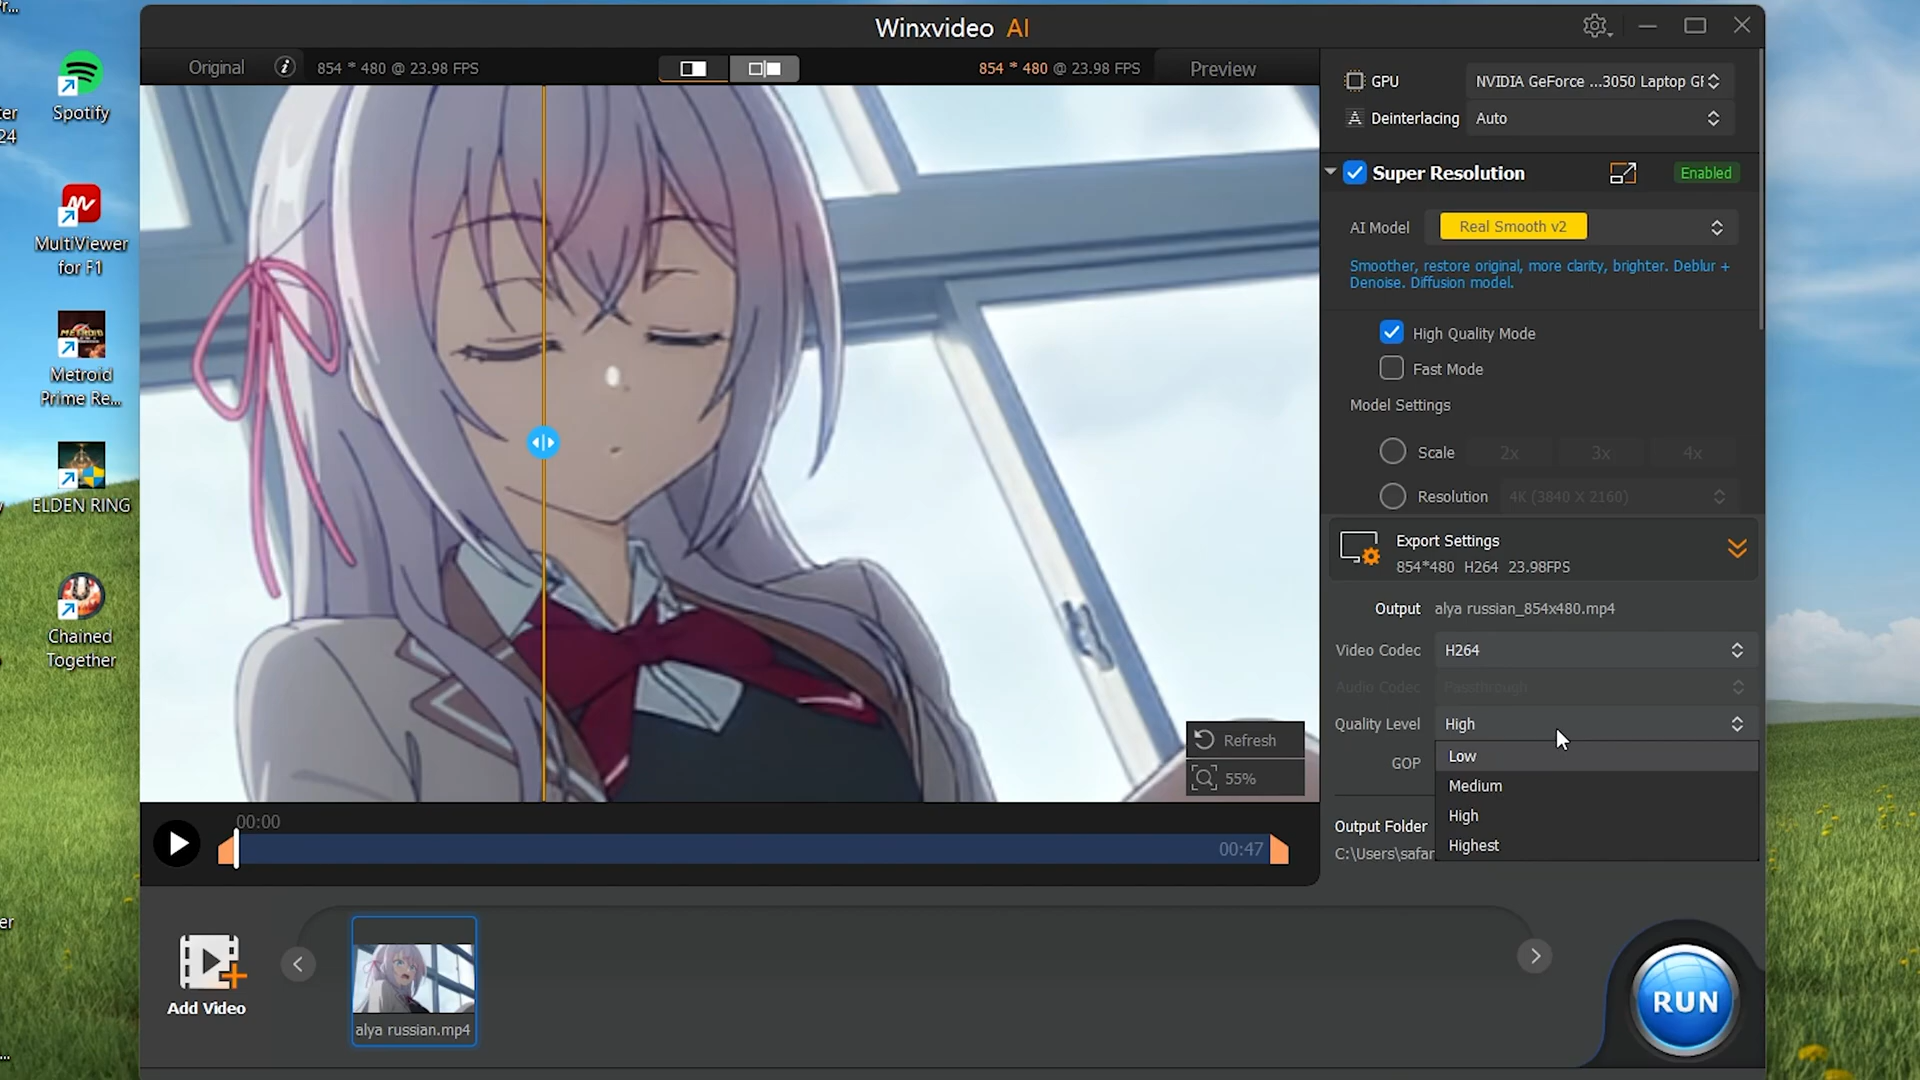 Spotify
MultiViewer
for F1
Metroid
Prime Re...
ELDEN RING
Chained
Together
24
Winxvideo AI
Original
854 * 480 @ 23.98 FPS
854 * 480 @ 23.98 FPS
Preview
GPU
NVIDIA GeForce ...3050 Laptop GF
Deinterlacing
Auto
Super Resolution
Enabled
AI Model
Real Smooth v2
Smoother, restore original, more clarity, brighter. Deblur +
Denoise. Diffusion model.
High Quality Mode
Fast Mode
Model Settings
Scale
2x
3x
4x
Resolution
4K (3840 X 2160)
Export Settings
854*480 H264 23.98FPS
Output
alya russian_854x480.mp4
Video Codec
H264
Audio Codec
Passthrough
Quality Level
High
Low
Medium
High
Highest
GOP
Output Folder
C:\Users\safar
Refresh
55%
00:00
00:47
Add Video
alya russian.mp4
RUN